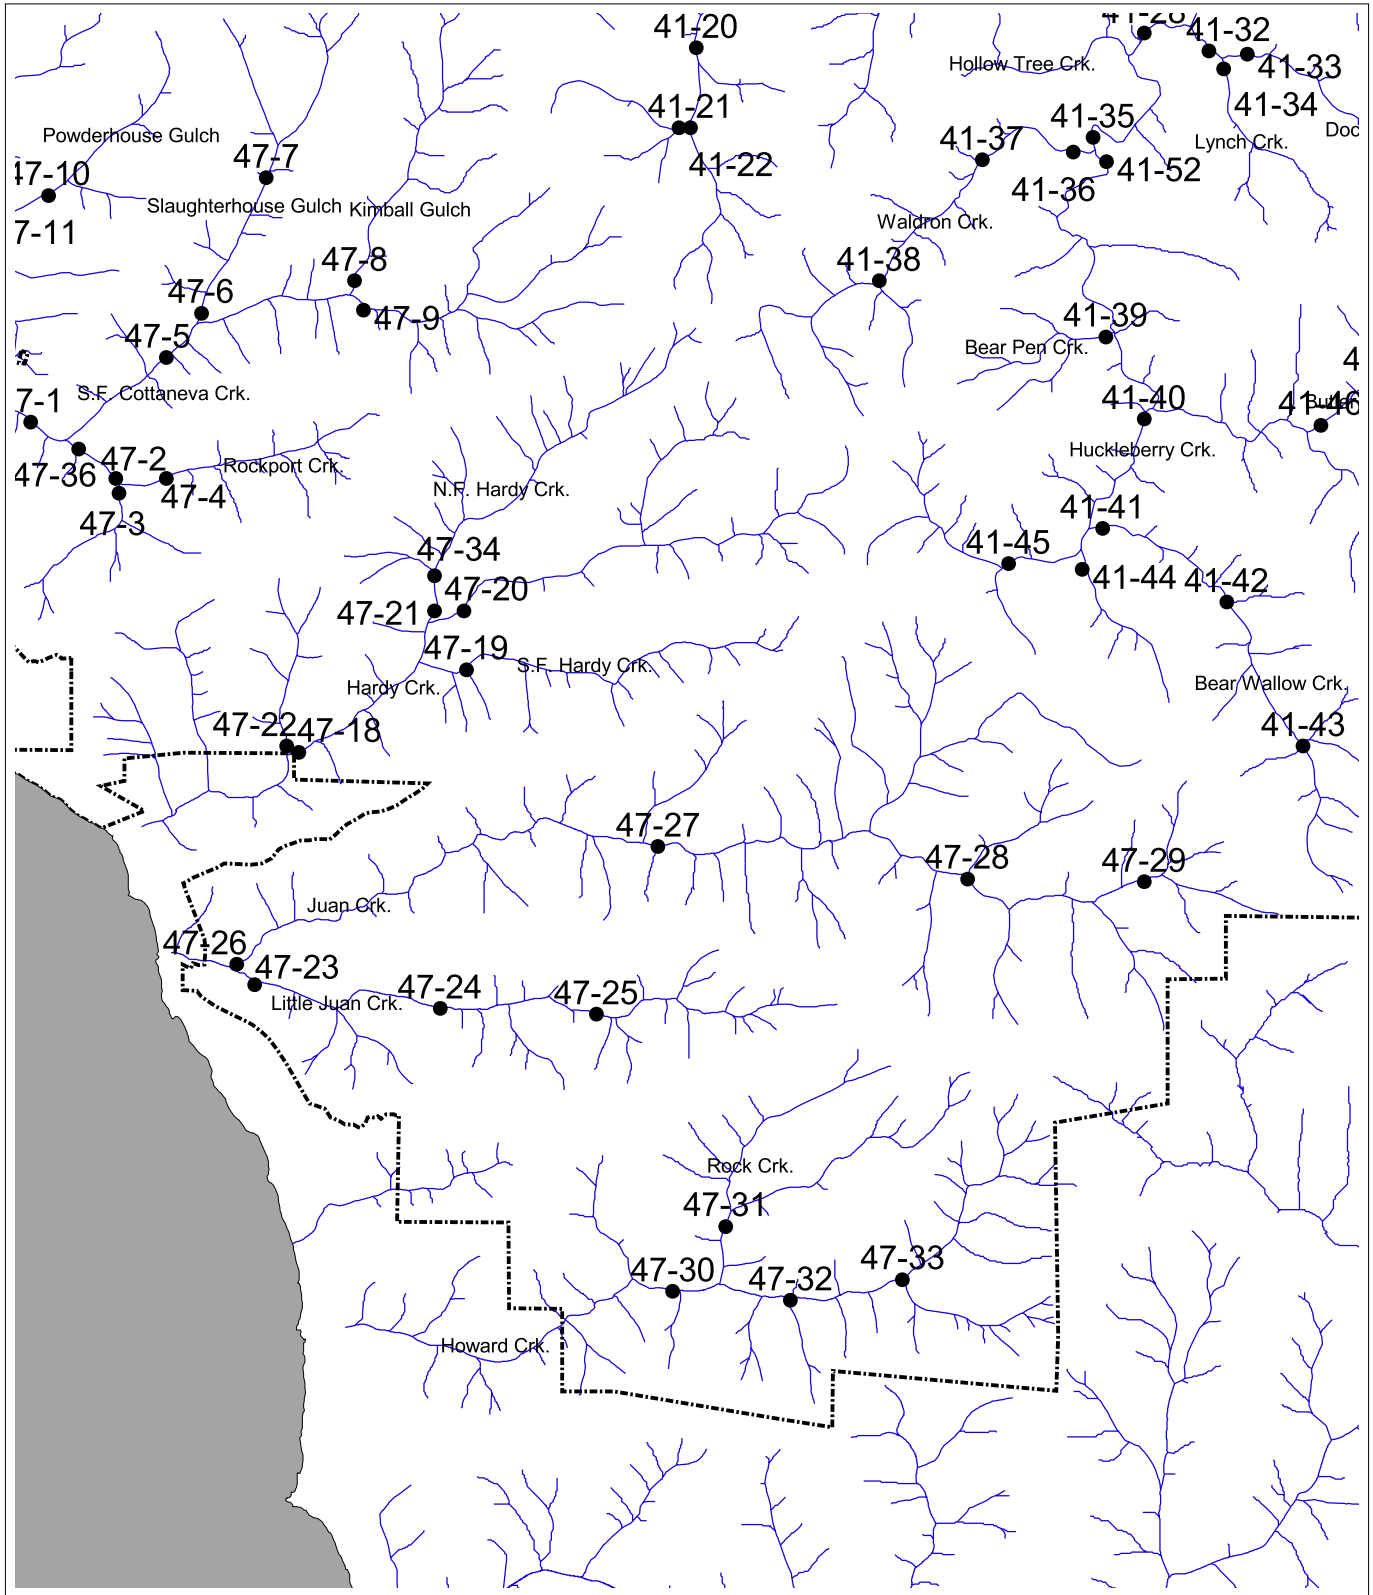 41-20
41-32
Hollow Tree Crk.
41-33
41-21
41-34
41-35
Powderhouse Gulch
Lynch Crk.
41-37
47-7
41-22
41-52
47-10
41-36
Slaughterhouse Gulch
Kimball Gulch
Waldron Crk.
7-11
47-8
41-38
47-6
47-9
41-39
47-5
Bear Pen Crk.
S.F. Cottaneva Crk.
7-1
41-40
41-46
Huckleberry Crk.
47-2
Rockport Crk.
47-36
47-4
N.F. Hardy Crk.
41-41
47-3
47-34
41-45
41-44
41-42
47-20
47-21
47-19
S.F. Hardy Crk.
Hardy Crk.
Bear Wallow Crk.
47-22
47-18
41-43
47-27
47-28
47-29
Juan Crk.
47-26
47-23
47-24
47-25
Little Juan Crk.
Rock Crk.
47-31
47-30
47-32
47-33
Howard Crk.